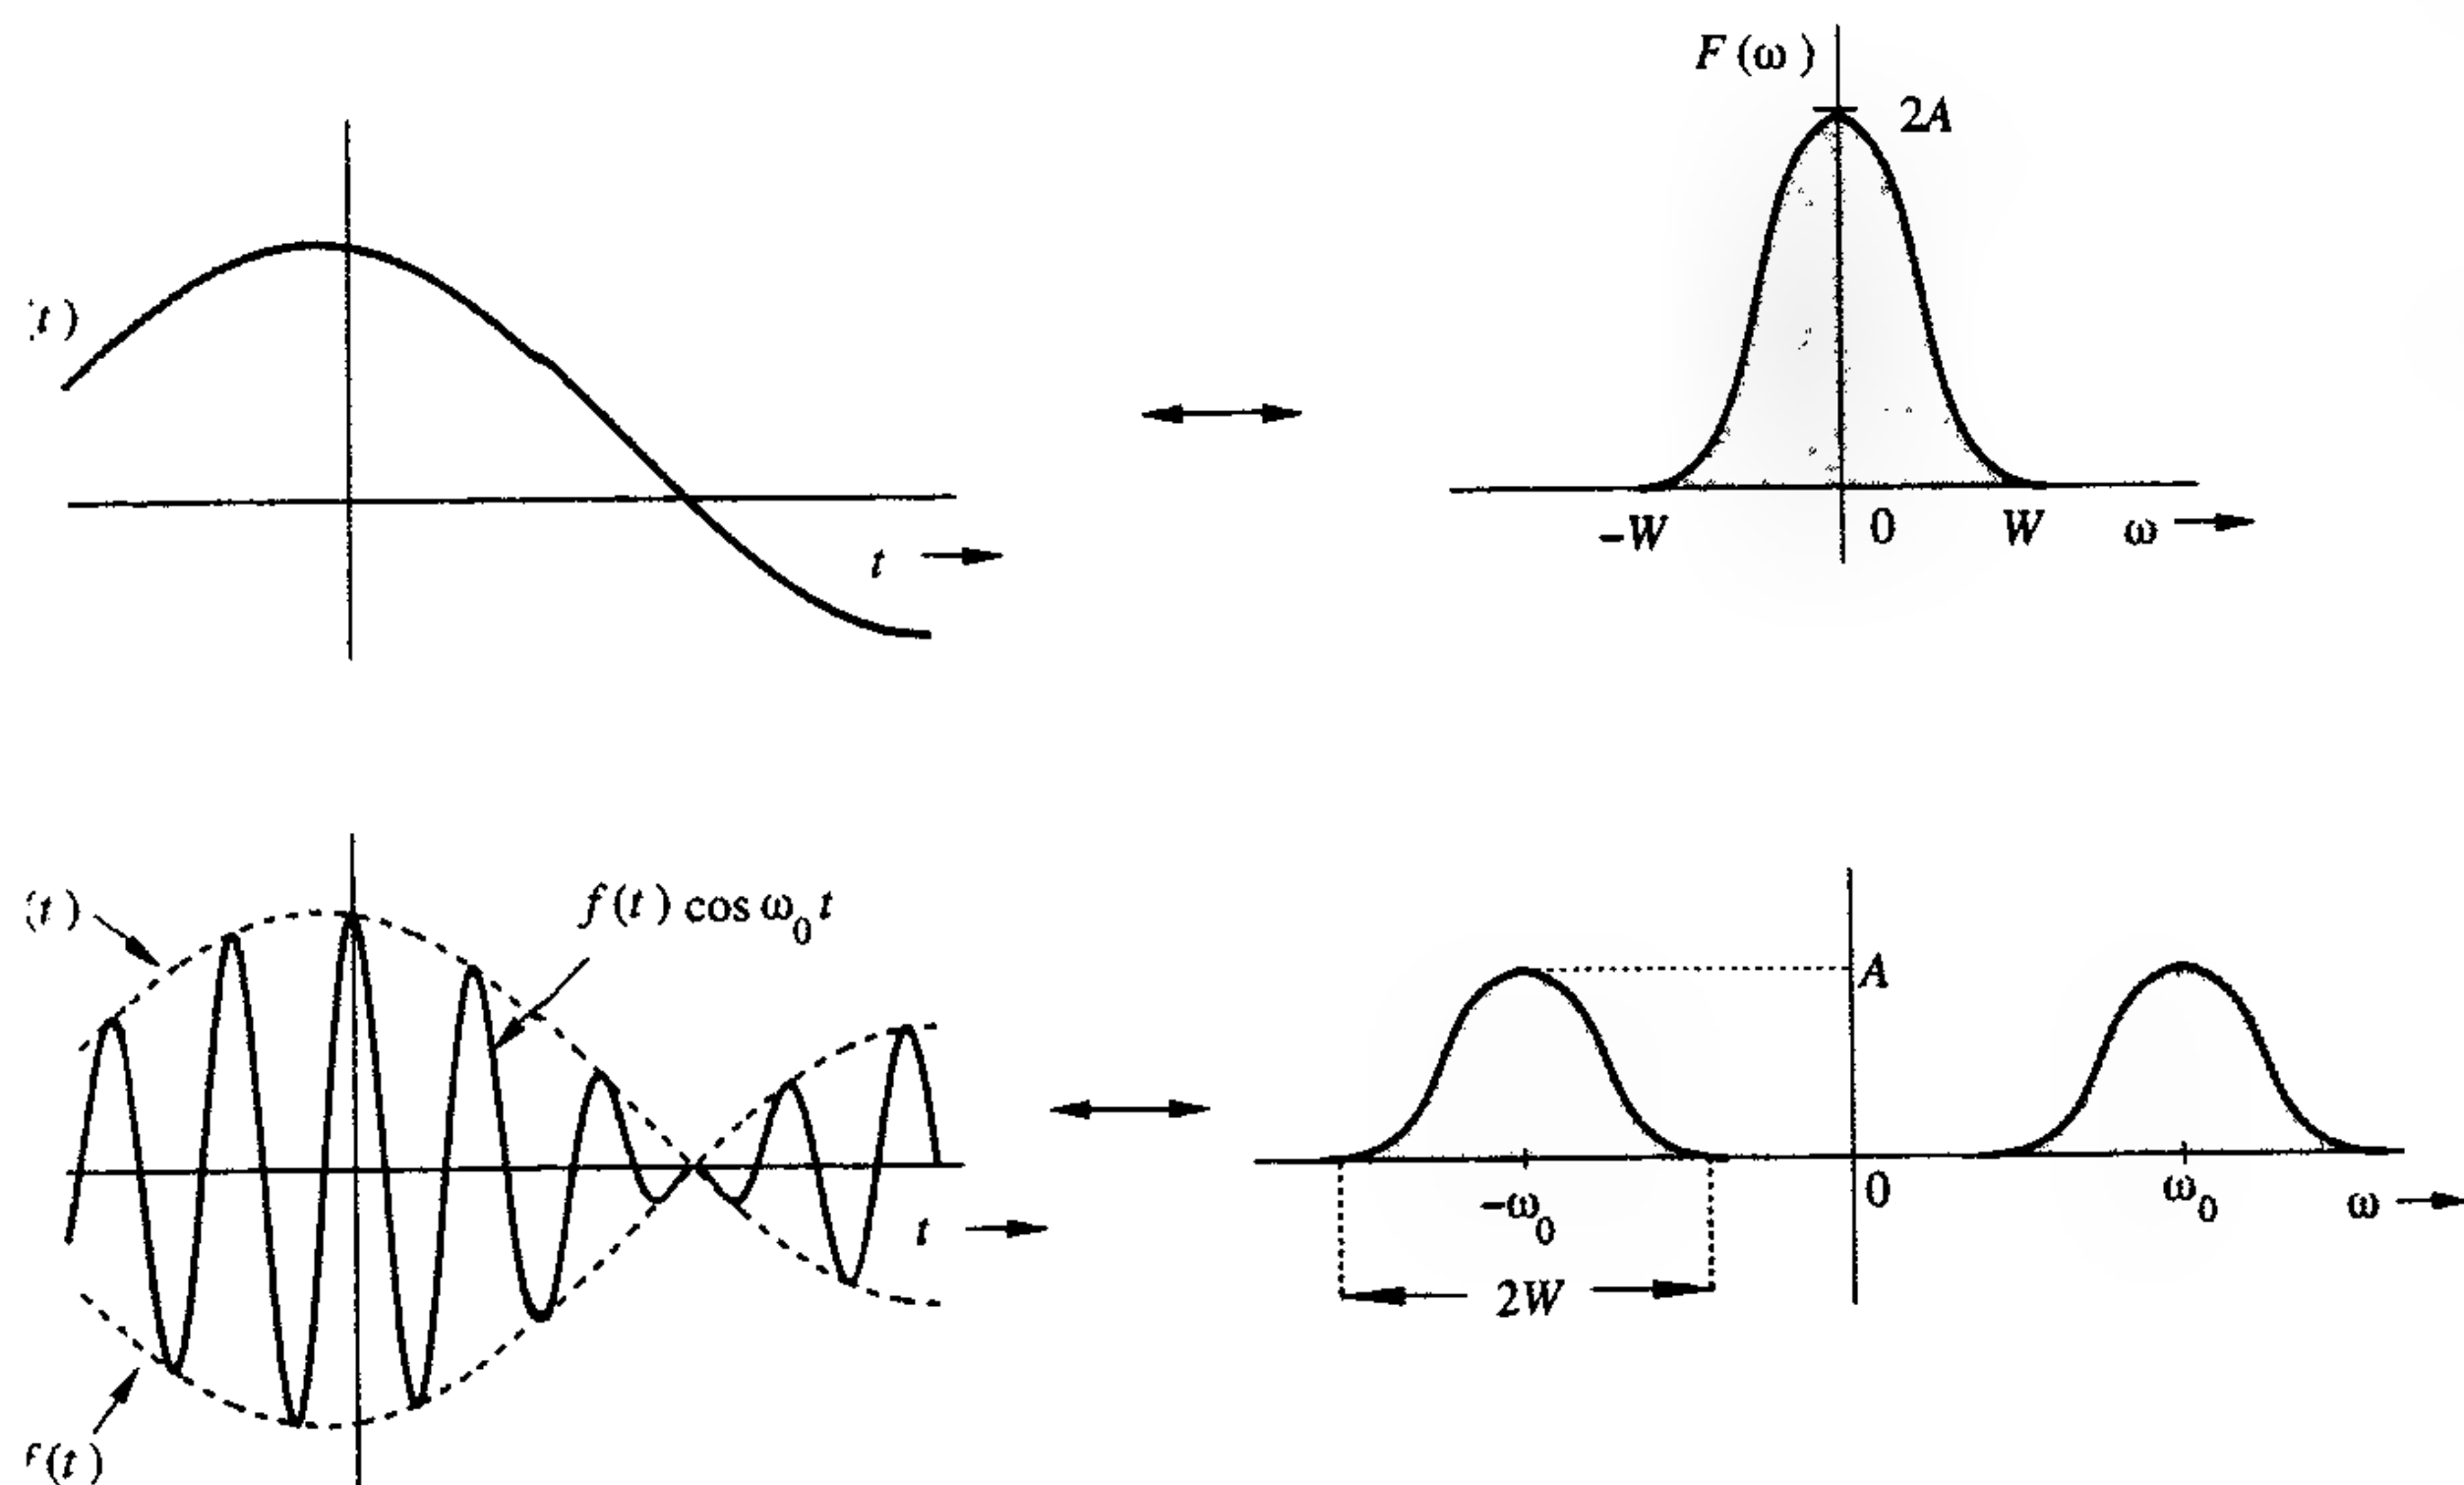 F(ω)
2A
t)
-W 0 W ω
t
(t)
f(t) cos ω₀t
A
-ω₀ 0 ω₀ ω
t
2W
f(t)